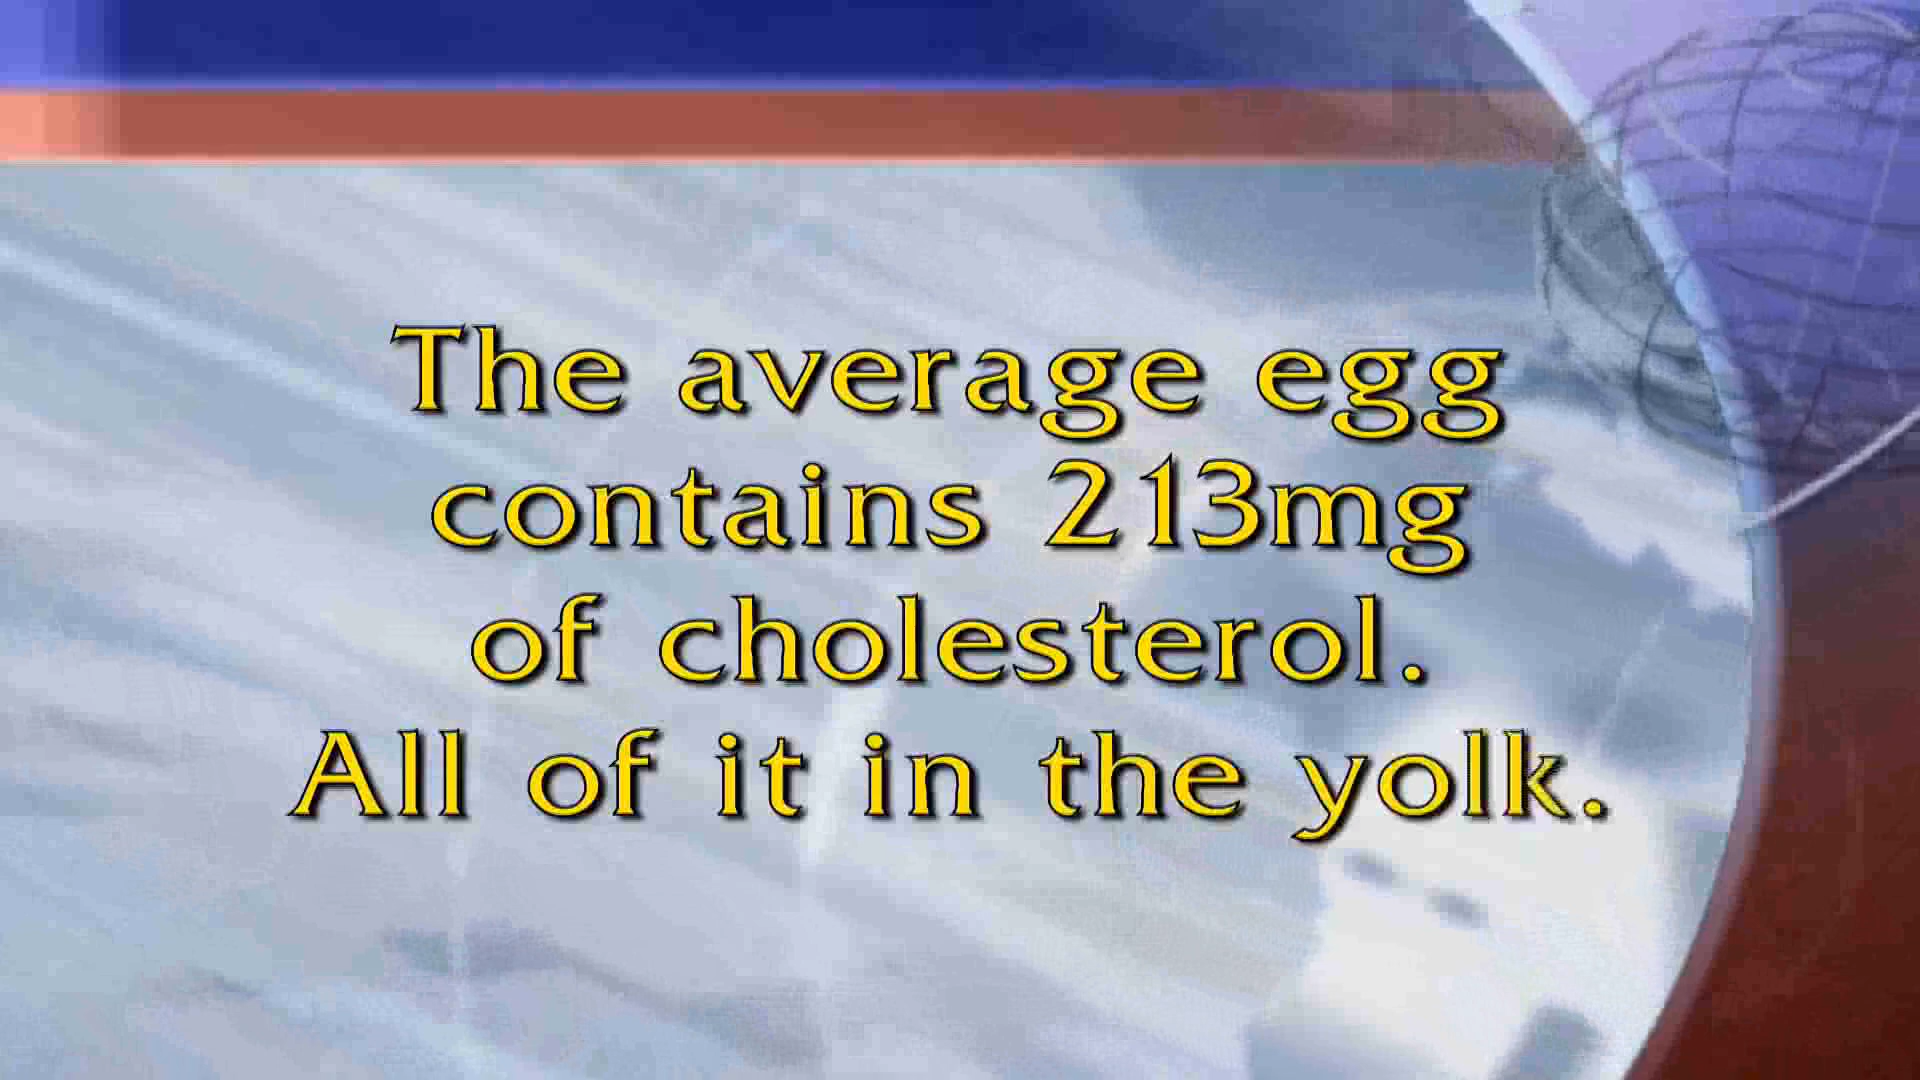 The average egg
contains 213mg
of cholesterol.
All of it in the yolk.